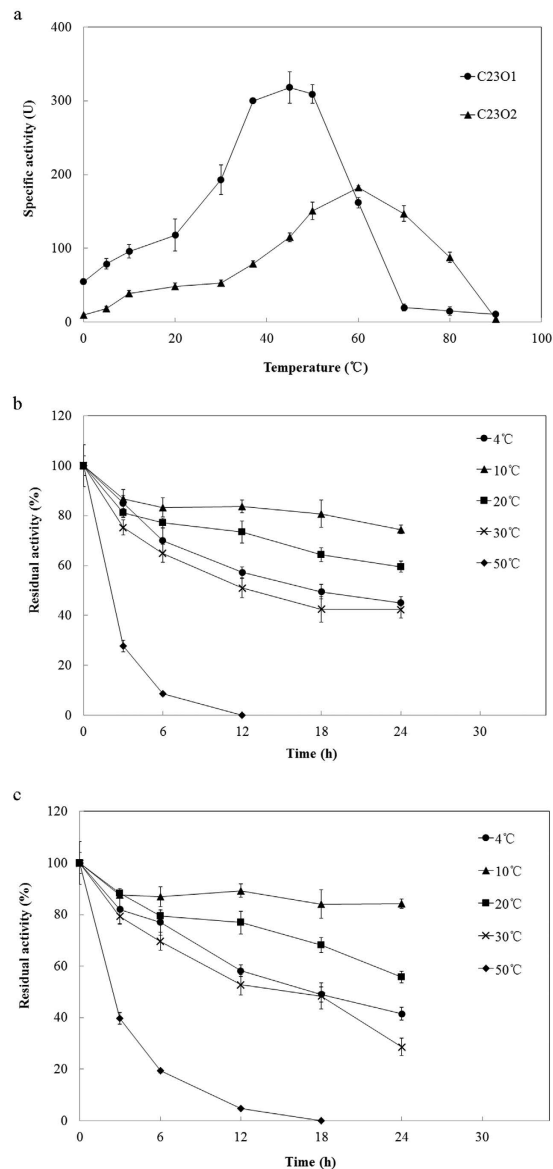 a
400
300
200
100
0
Specific activity (U)
C23O1
C23O2
0 20 40 60 80 100
Temperature (℃)
b
120
100
80
60
40
20
0
Residual activity (%)
4℃
10℃
20℃
30℃
50℃
0 6 12 18 24 30
Time (h)
c
120
100
80
60
40
20
0
Residual activity (%)
4℃
10℃
20℃
30℃
50℃
0 6 12 18 24 30
Time (h)